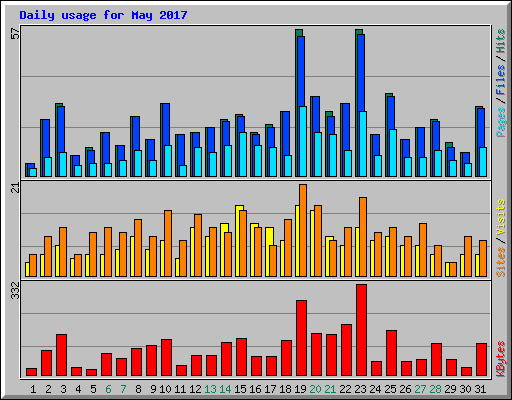 Daily usage for May 2017
57
Pages / Files / Hits
21
Sites / Visits
332
KBytes
1 2 3 4 5 6 7 8 9 10 11 12 13 14 15 16 17 18 19 20 21 22 23 24 25 26 27 28 29 30 31